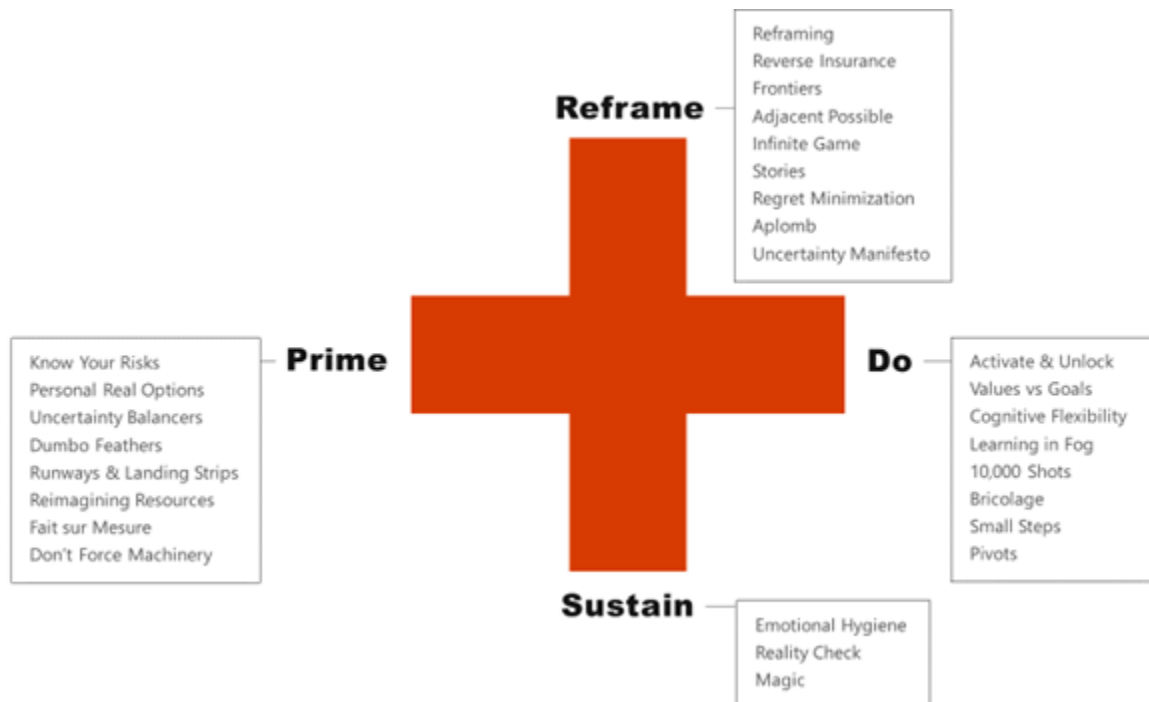 Reframe
Reframing
Reverse Insurance
Frontiers
Adjacent Possible
Infinite Game
Stories
Regret Minimization
Aplomb
Uncertainty Manifesto
Prime
Know Your Risks
Personal Real Options
Uncertainty Balancers
Dumbo Feathers
Runways & Landing Strips
Reimagining Resources
Fait sur Mesure
Don't Force Machinery
Do
Activate & Unlock
Values vs Goals
Cognitive Flexibility
Learning in Fog
10,000 Shots
Bricolage
Small Steps
Pivots
Sustain
Emotional Hygiene
Reality Check
Magic